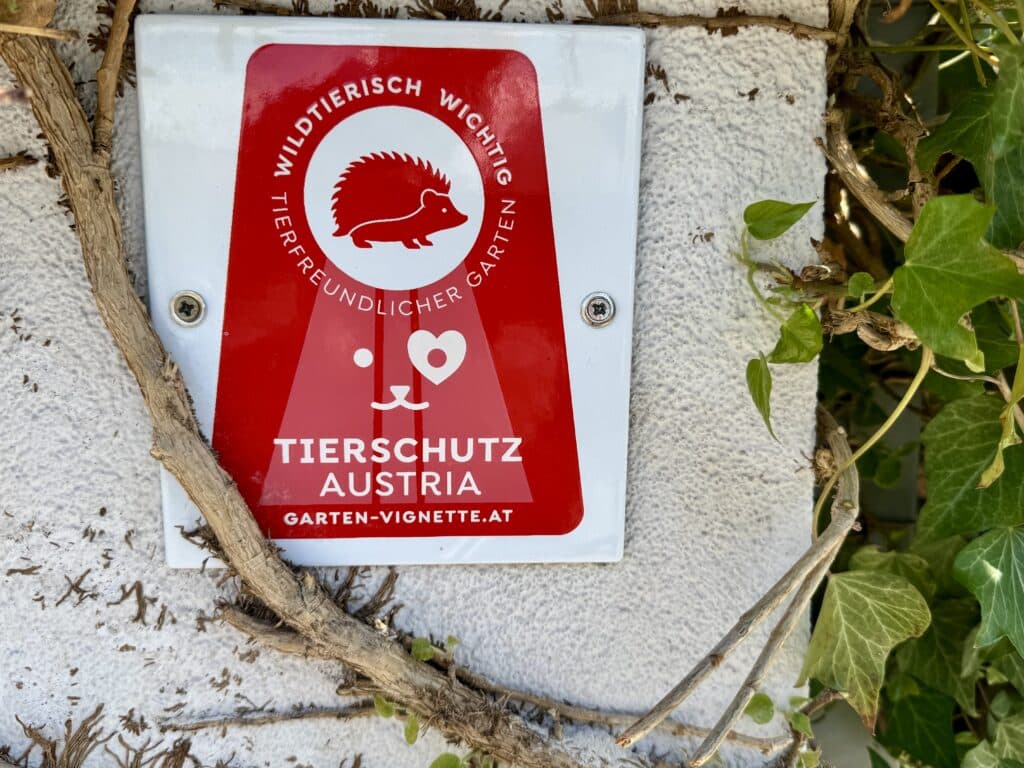 WILDTIERISCH WICHTIG
TIERFREUNDLICHER GARTEN
TIERSCHUTZ
AUSTRIA
GARTEN-VIGNETTE.AT